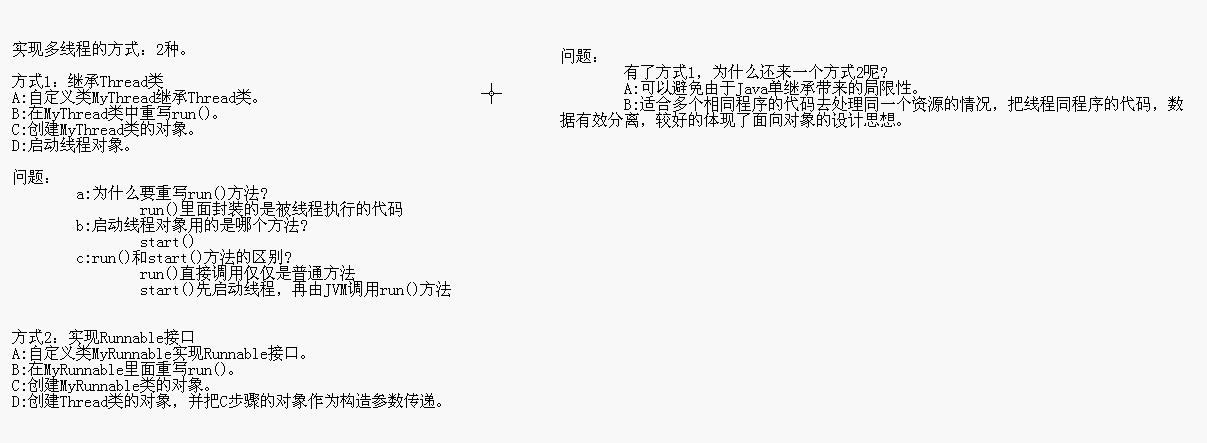 实现多线程的方式：2种。
方式1：继承Thread类
A:自定义类MyThread继承Thread类。
B:在MyThread类中重写run()。
C:创建MyThread类的对象。
D:启动线程对象。
问题：
a:为什么要重写run()方法?
run()里面封装的是被线程执行的代码
b:启动线程对象用的是哪个方法?
start()
c:run()和start()方法的区别?
run()直接调用仅仅是普通方法
start()先启动线程，再由JVM调用run()方法
方式2：实现Runnable接口
A:自定义类MyRunnable实现Runnable接口。
B:在MyRunnable里面重写run()。
C:创建MyRunnable类的对象。
D:创建Thread类的对象，并把C步骤的对象作为构造参数传递。
问题：
有了方式1，为什么还来一个方式2呢?
A:可以避免由于Java单继承带来的局限性。
B:适合多个相同程序的代码去处理同一个资源的情况，把线程同程序的代码，数
据有效分离，较好的体现了面向对象的设计思想。